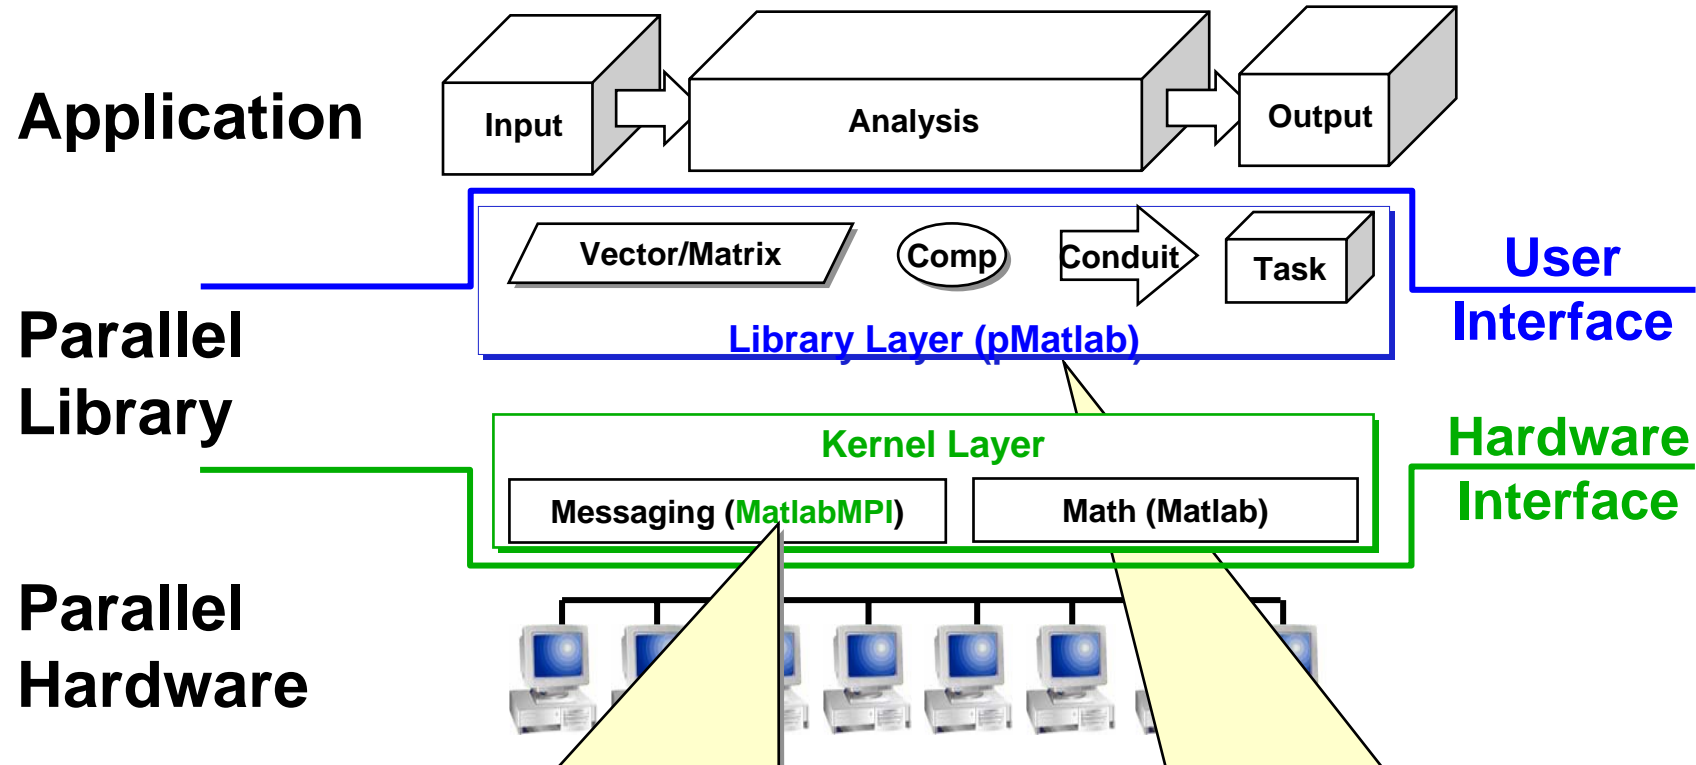 Application
Input
Analysis
Output
Vector/Matrix
Comp
Conduit
Task
User
Interface
Library Layer (pMatlab)
Parallel
Library
Kernel Layer
Hardware
Interface
Messaging (MatlabMPI)
Math (Matlab)
Parallel
Hardware